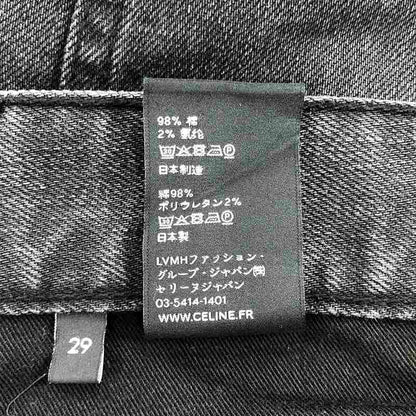 98% 棉
2% 氨纶
日本制造
綿98%
ポリウレタン2%
日本製
LVMHファッション・
グループ・ジャパン㈱
セリーヌジャパン
03-5414-1401
WWW.CELINE.FR
29